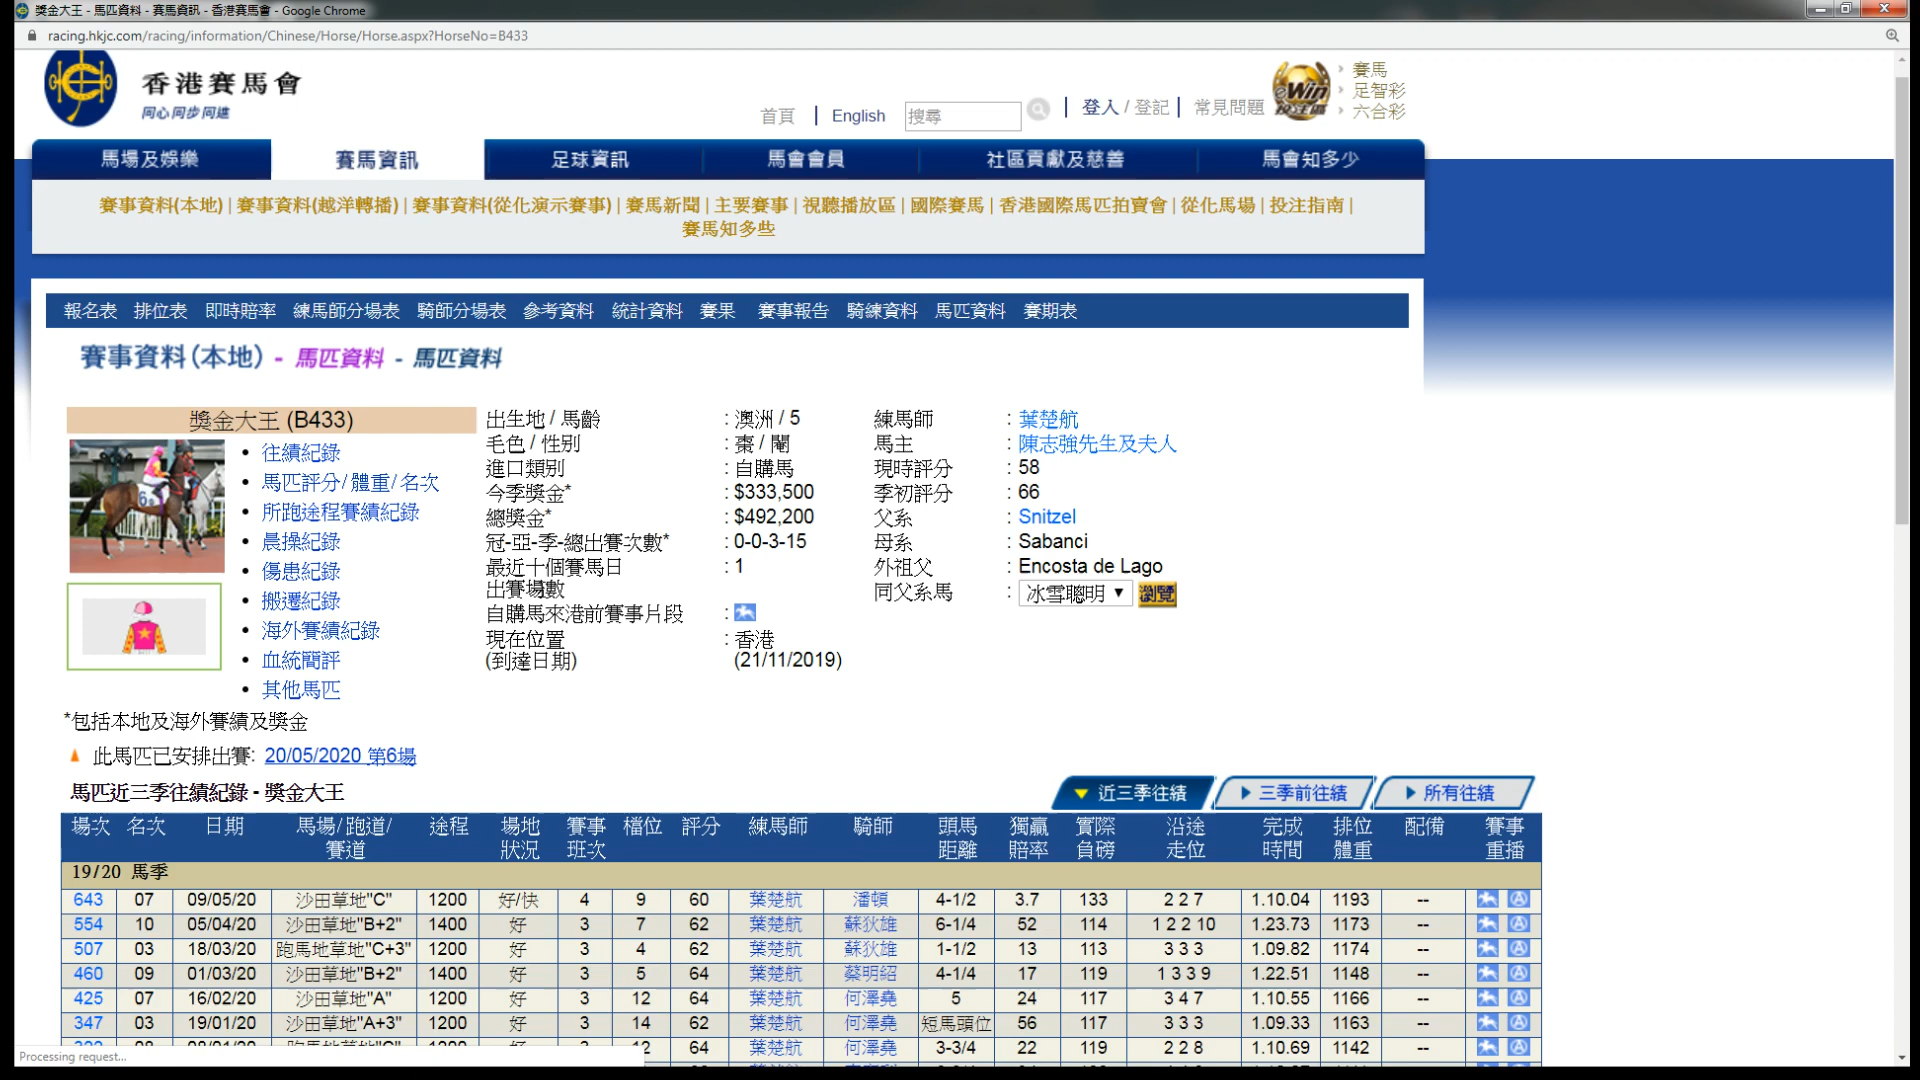 獎金大王 - 馬匹資料 - 賽馬資訊 - 香港賽馬會 - Google Chrome
racing.hkjc.com/racing/information/Chinese/Horse/Horse.aspx?HorseNo=B433
香港賽馬會
同心同步同進
首頁 | English 搜尋 | 登入 / 登記 | 常見問題
eWin
投注區
賽馬
足智彩
六合彩
馬場及娛樂 賽馬資訊 足球資訊 馬會會員 社區貢獻及慈善 馬會知多少
賽事資料(本地) | 賽事資料(越洋轉播) | 賽事資料(從化演示賽事) | 賽馬新聞 | 主要賽事 | 視聽播放區 | 國際賽馬 | 香港國際馬匹拍賣會 | 從化馬場 | 投注指南 |
賽馬知多些
報名表 排位表 即時賠率 練馬師分場表 騎師分場表 參考資料 統計資料 賽果 賽事報告 騎練資料 馬匹資料 賽期表
賽事資料(本地) - 馬匹資料 - 馬匹資料
獎金大王 (B433)
• 往績紀錄
• 馬匹評分/體重/名次
• 所跑途程賽績紀錄
• 晨操紀錄
• 傷患紀錄
• 搬遷紀錄
• 海外賽績紀錄
• 血統簡評
• 其他馬匹
出生地 / 馬齡 : 澳洲 / 5
毛色 / 性別 : 棗 / 閹
進口類別 : 自購馬
今季獎金* : $333,500
總獎金* : $492,200
冠-亞-季-總出賽次數* : 0-0-3-15
最近十個賽馬日 : 1
出賽場數
自購馬來港前賽事片段 :
現在位置 : 香港
(到達日期) (21/11/2019)
練馬師 : 葉楚航
馬主 : 陳志強先生及夫人
現時評分 : 58
季初評分 : 66
父系 : Snitzel
母系 : Sabanci
外祖父 : Encosta de Lago
同父系馬 : 冰雪聰明 ▼ 瀏覽
*包括本地及海外賽績及獎金
此馬匹已安排出賽: 20/05/2020 第6場
馬匹近三季往績紀錄 - 獎金大王
近三季往績 三季前往績 所有往績
場次 名次 日期 馬場/跑道/賽道 途程 場地狀況 賽事班次 檔位 評分 練馬師 騎師 頭馬距離 獨贏賠率 實際負磅 沿途走位 完成時間 排位體重 配備 賽事重播
19/20 馬季
643 07 09/05/20 沙田草地"C" 1200 好/快 4 9 60 葉楚航 潘頓 4-1/2 3.7 133 2 2 7 1.10.04 1193 --
554 10 05/04/20 沙田草地"B+2" 1400 好 3 7 62 葉楚航 蘇狄雄 6-1/4 52 114 1 2 2 10 1.23.73 1173 --
507 03 18/03/20 跑馬地草地"C+3" 1200 好 3 4 62 葉楚航 蘇狄雄 1-1/2 13 113 3 3 3 1.09.82 1174 --
460 09 01/03/20 沙田草地"B+2" 1400 好 3 5 64 葉楚航 蔡明紹 4-1/4 17 119 1 3 3 9 1.22.51 1148 --
425 07 16/02/20 沙田草地"A" 1200 好 3 12 64 葉楚航 何澤堯 5 24 117 3 4 7 1.10.55 1166 --
347 03 19/01/20 沙田草地"A+3" 1200 好 3 14 62 葉楚航 何澤堯 短馬頭位 56 117 3 3 3 1.09.33 1163 --
64 葉楚航 何澤堯 3-3/4 22 119 2 2 8 1.10.69 1142 --
Processing request...